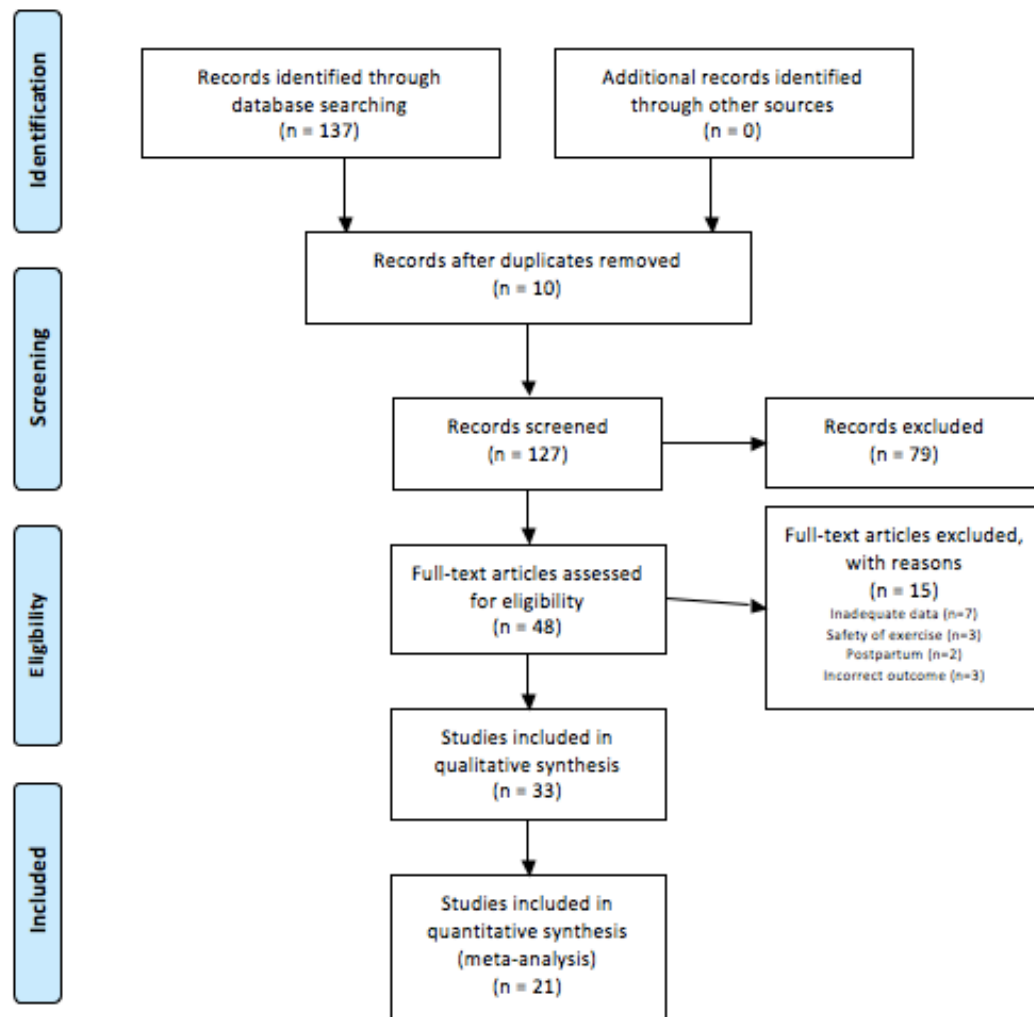 Identification
Records identified through
database searching
(n = 137)
Additional records identified
through other sources
(n = 0)
Records after duplicates removed
(n = 10)
Screening
Records screened
(n = 127)
Records excluded
(n = 79)
Eligibility
Full-text articles assessed
for eligibility
(n = 48)
Full-text articles excluded,
with reasons
(n = 15)
Inadequate data (n=7)
Safety of exercise (n=3)
Postpartum (n=2)
Incorrect outcome (n=3)
Studies included in
qualitative synthesis
(n = 33)
Included
Studies included in
quantitative synthesis
(meta-analysis)
(n = 21)